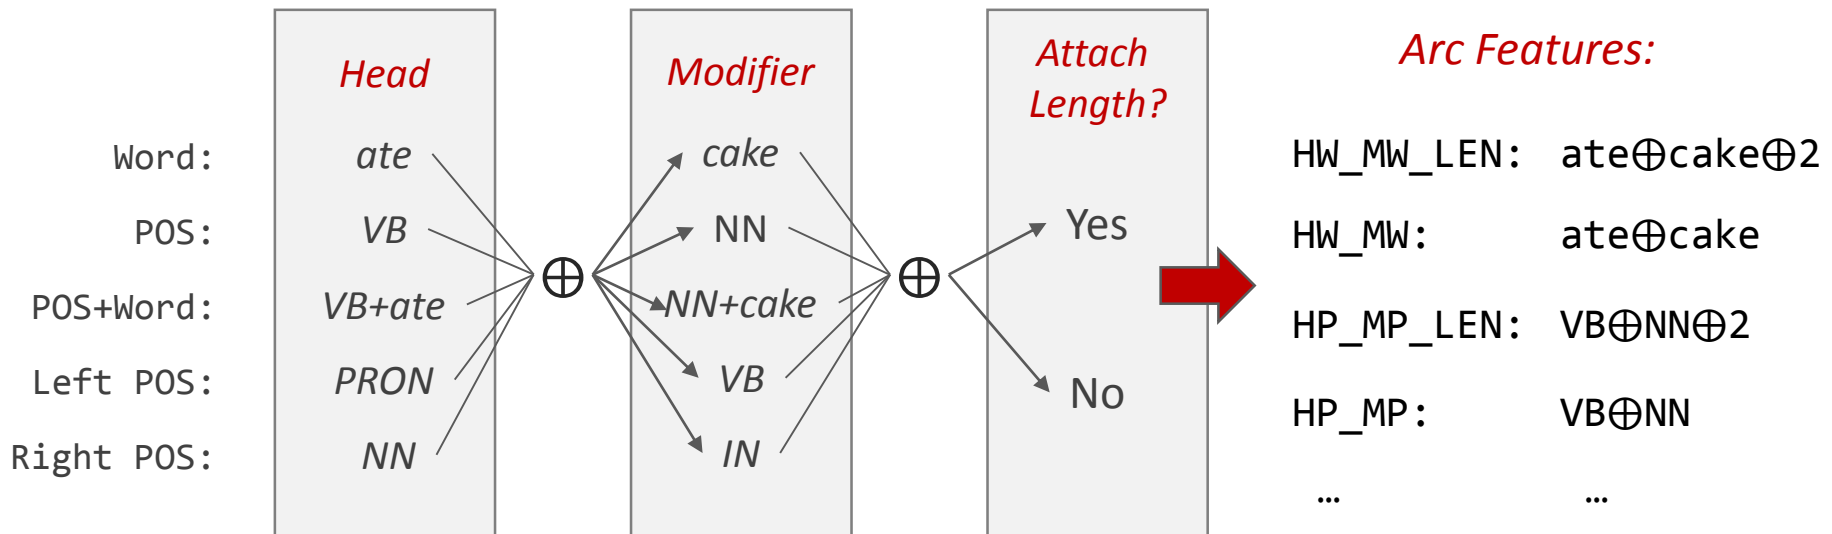 Head Modifier Attach Length? Arc Features:
Word: ate cake HW_MW_LEN: ate⊕cake⊕2
POS: VB NN Yes HW_MW: ate⊕cake
⊕ ⊕
POS+Word: VB+ate NN+cake HP_MP_LEN: VB⊕NN⊕2
Left POS: PRON VB No HP_MP: VB⊕NN
Right POS: NN IN
… …